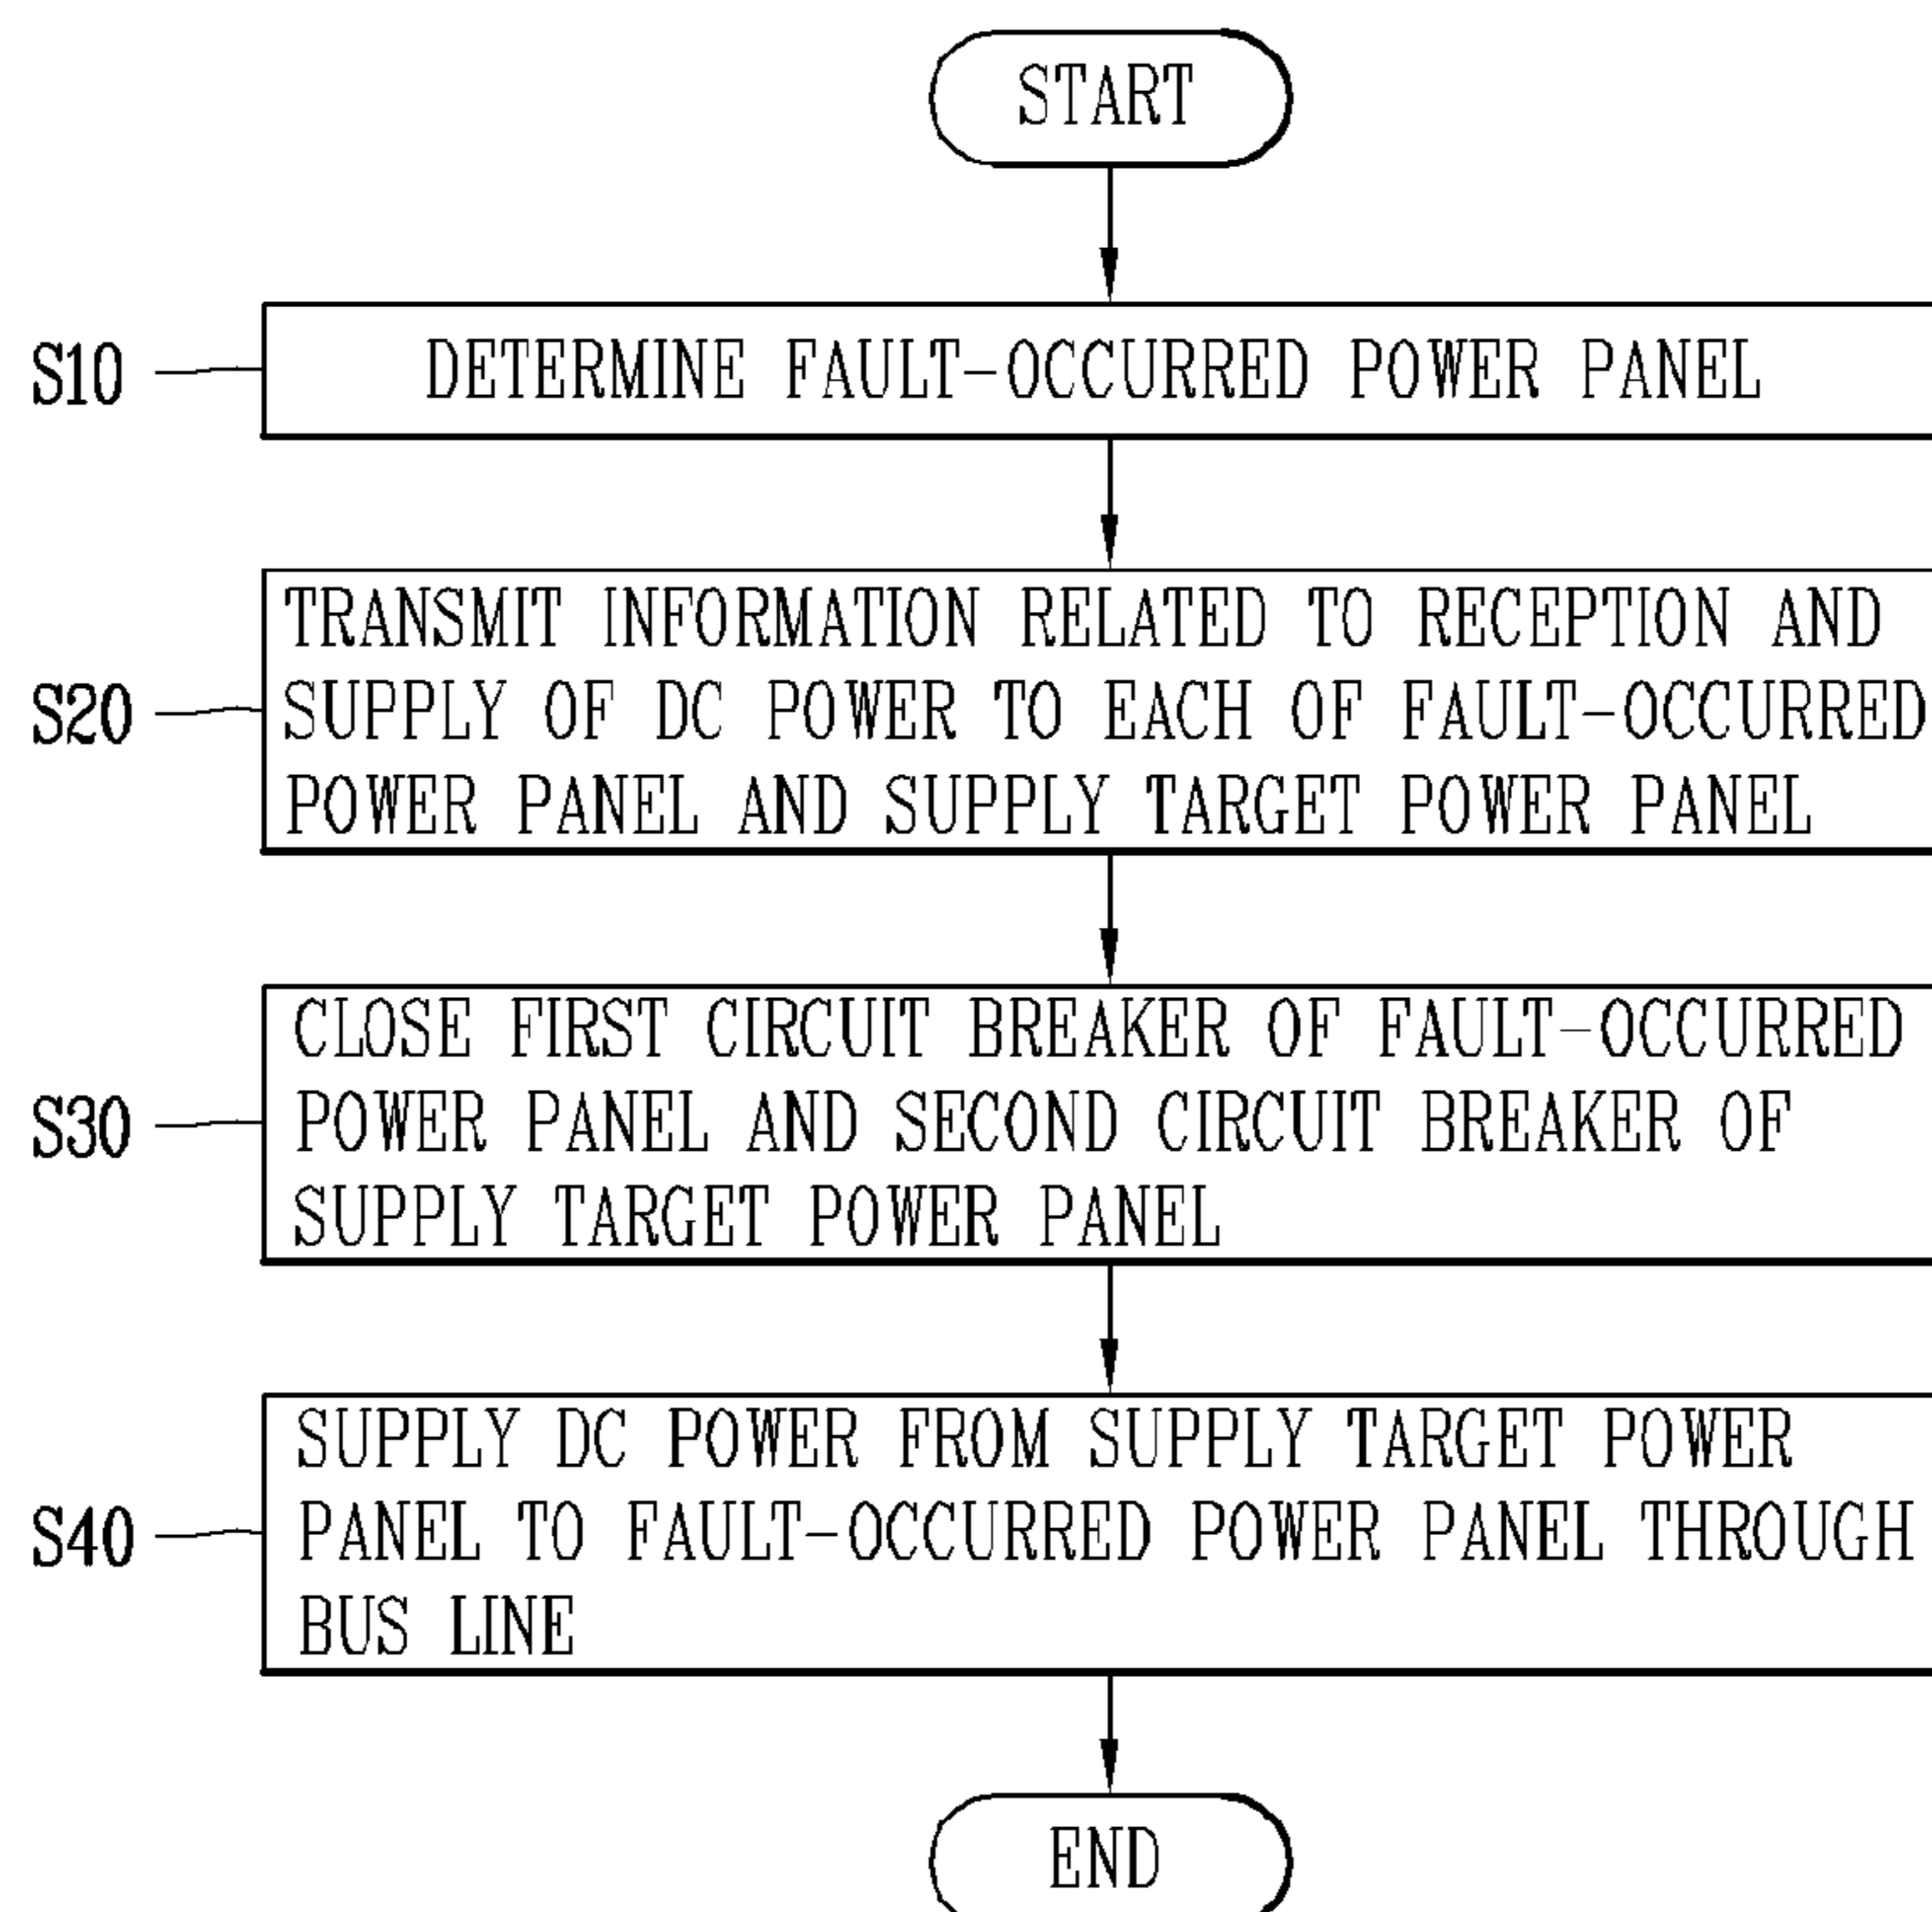 START
S10
DETERMINE FAULT-OCCURRED POWER PANEL
S20
TRANSMIT INFORMATION RELATED TO RECEPTION AND
SUPPLY OF DC POWER TO EACH OF FAULT-OCCURRED
POWER PANEL AND SUPPLY TARGET POWER PANEL
S30
CLOSE FIRST CIRCUIT BREAKER OF FAULT-OCCURRED
POWER PANEL AND SECOND CIRCUIT BREAKER OF
SUPPLY TARGET POWER PANEL
S40
SUPPLY DC POWER FROM SUPPLY TARGET POWER
PANEL TO FAULT-OCCURRED POWER PANEL THROUGH
BUS LINE
END